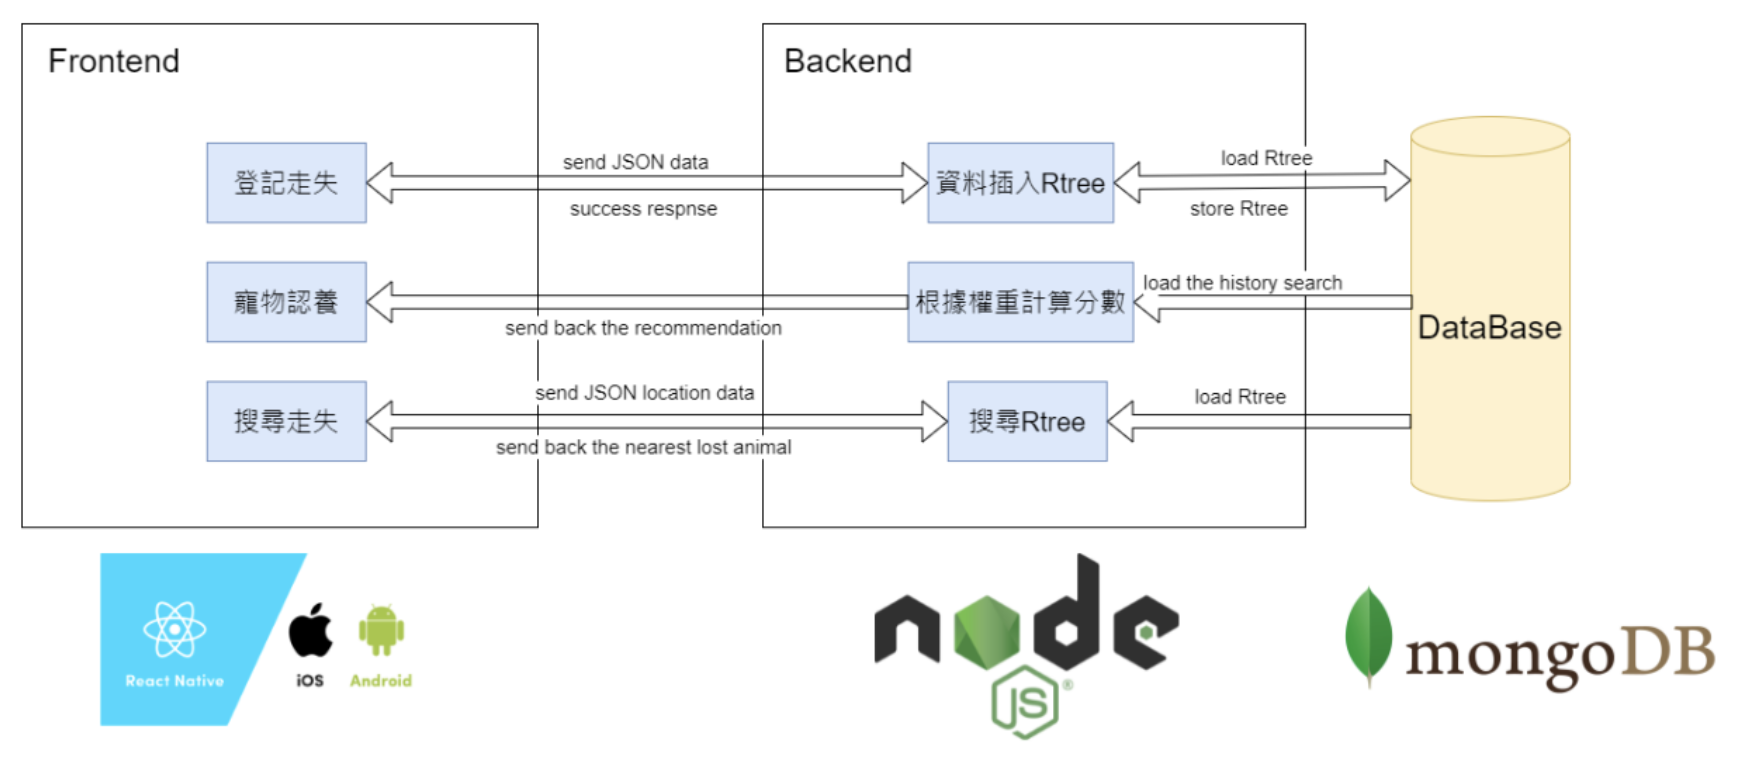 Frontend
Backend
登記走失
send JSON data
success respnse
資料插入Rtree
load Rtree
store Rtree
寵物認養
send back the recommendation
根據權重計算分數
load the history search
DataBase
搜尋走失
send JSON location data
send back the nearest lost animal
搜尋Rtree
load Rtree
React Native
iOS
Android
node
JS
®
mongoDB